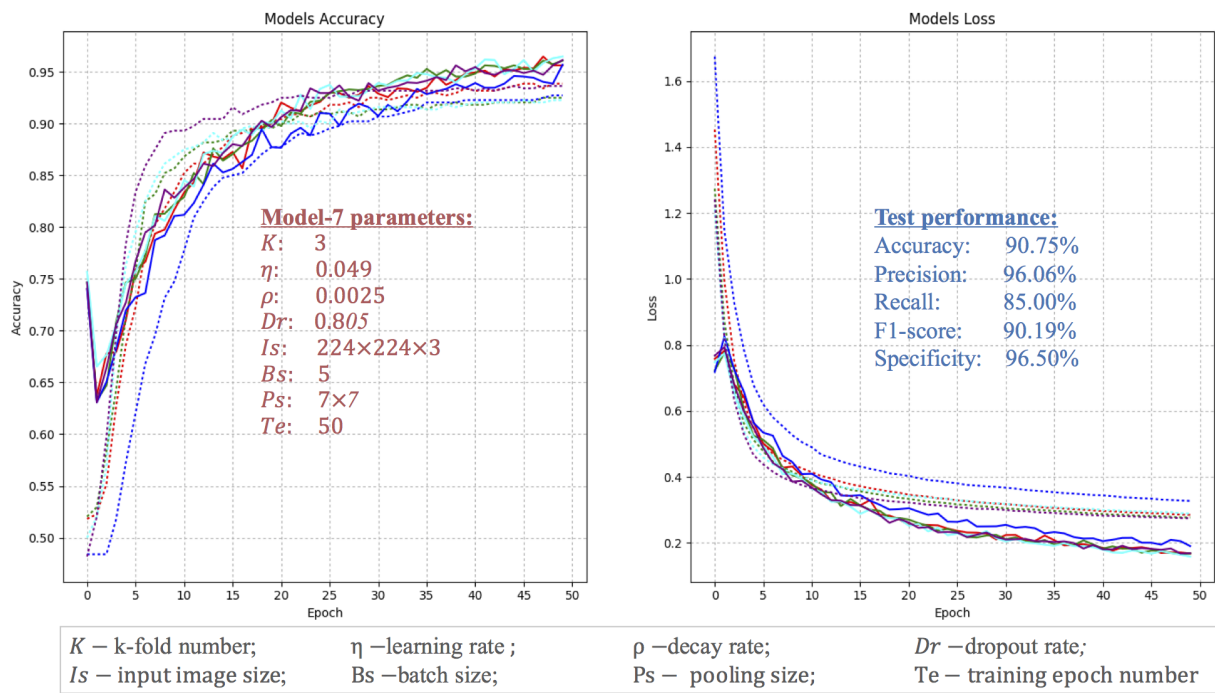 Models Accuracy
Accuracy
0.95
0.90
0.85
0.80
0.75
0.70
0.65
0.60
0.55
0.50
0 5 10 15 20 25 30 35 40 45 50
Epoch
Model-7 parameters:
K: 3
η: 0.049
ρ: 0.0025
Dr: 0.805
Is: 224×224×3
Bs: 5
Ps: 7×7
Te: 50
Models Loss
Loss
1.6
1.4
1.2
1.0
0.8
0.6
0.4
0.2
0 5 10 15 20 25 30 35 40 45 50
Epoch
Test performance:
Accuracy: 90.75%
Precision: 96.06%
Recall: 85.00%
F1-score: 90.19%
Specificity: 96.50%
K – k-fold number; η –learning rate ; ρ –decay rate; Dr –dropout rate;
Is – input image size; Bs –batch size; Ps – pooling size; Te – training epoch number